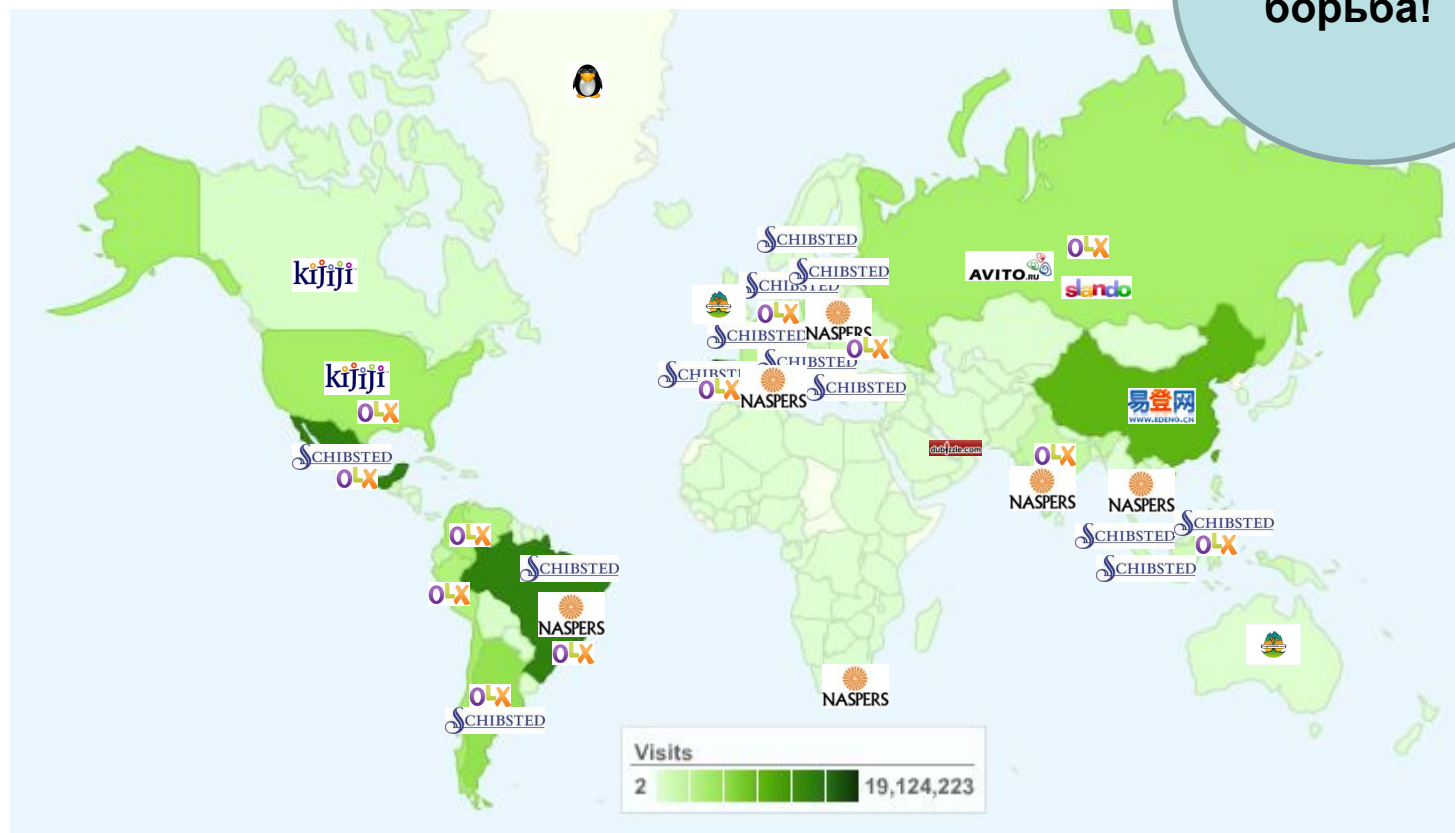 борьба!
SCHIBSTED
OLX
SCHIBSTED
AVITO.RU
kijiji
SCHIBSTED
slando
OLX
NASPERS
SCHIBSTED
OLX
SCHIBSTED
kijiji
SCHIBSTED
OLX
NASPERS
SCHIBSTED
易登网
WWW.EDENG.CN
OLX
dubizzle.com
SCHIBSTED
OLX
OLX
NASPERS
NASPERS
OLX
SCHIBSTED
SCHIBSTED
OLX
SCHIBSTED
SCHIBSTED
OLX
NASPERS
OLX
NASPERS
OLX
SCHIBSTED
Visits
2 19,124,223